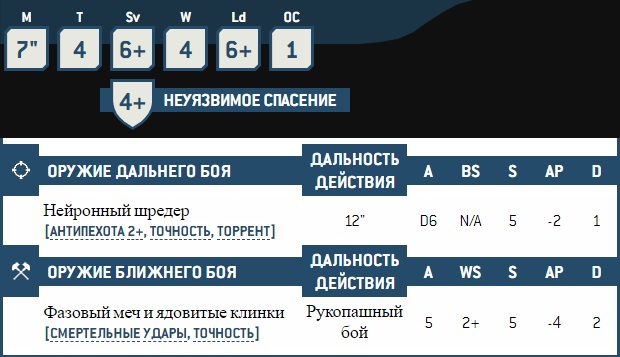 M T Sv W Ld OC
7" 4 6+ 4 6+ 1
4+ НЕУЯЗВИМОЕ СПАСЕНИЕ
ОРУЖИЕ ДАЛЬНЕГО БОЯ ДАЛЬНОСТЬ ДЕЙСТВИЯ A BS S AP D
Нейронный шредер 12” D6 N/A 5 -2 1
[АНТИПЕХОТА 2+, ТОЧНОСТЬ, ТОРРЕНТ]
ОРУЖИЕ БЛИЖНЕГО БОЯ ДАЛЬНОСТЬ ДЕЙСТВИЯ A WS S AP D
Фазовый меч и ядовитые клинки Рукопашный бой 5 2+ 5 -4 2
[СМЕРТЕЛЬНЫЕ УДАРЫ, ТОЧНОСТЬ]